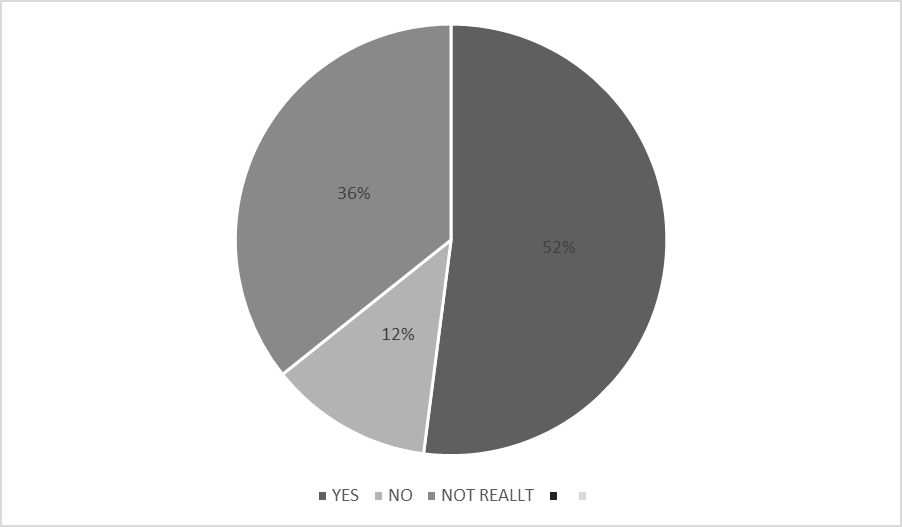 36%
52%
12%
YES NO NOT REALLT